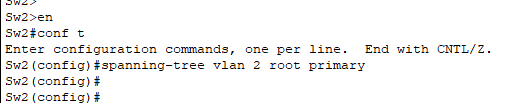 Sw2>
Sw2>en
Sw2#conf t
Enter configuration commands, one per line.  End with CNTL/Z.
Sw2(config)#spanning-tree vlan 2 root primary
Sw2(config)#
Sw2(config)#